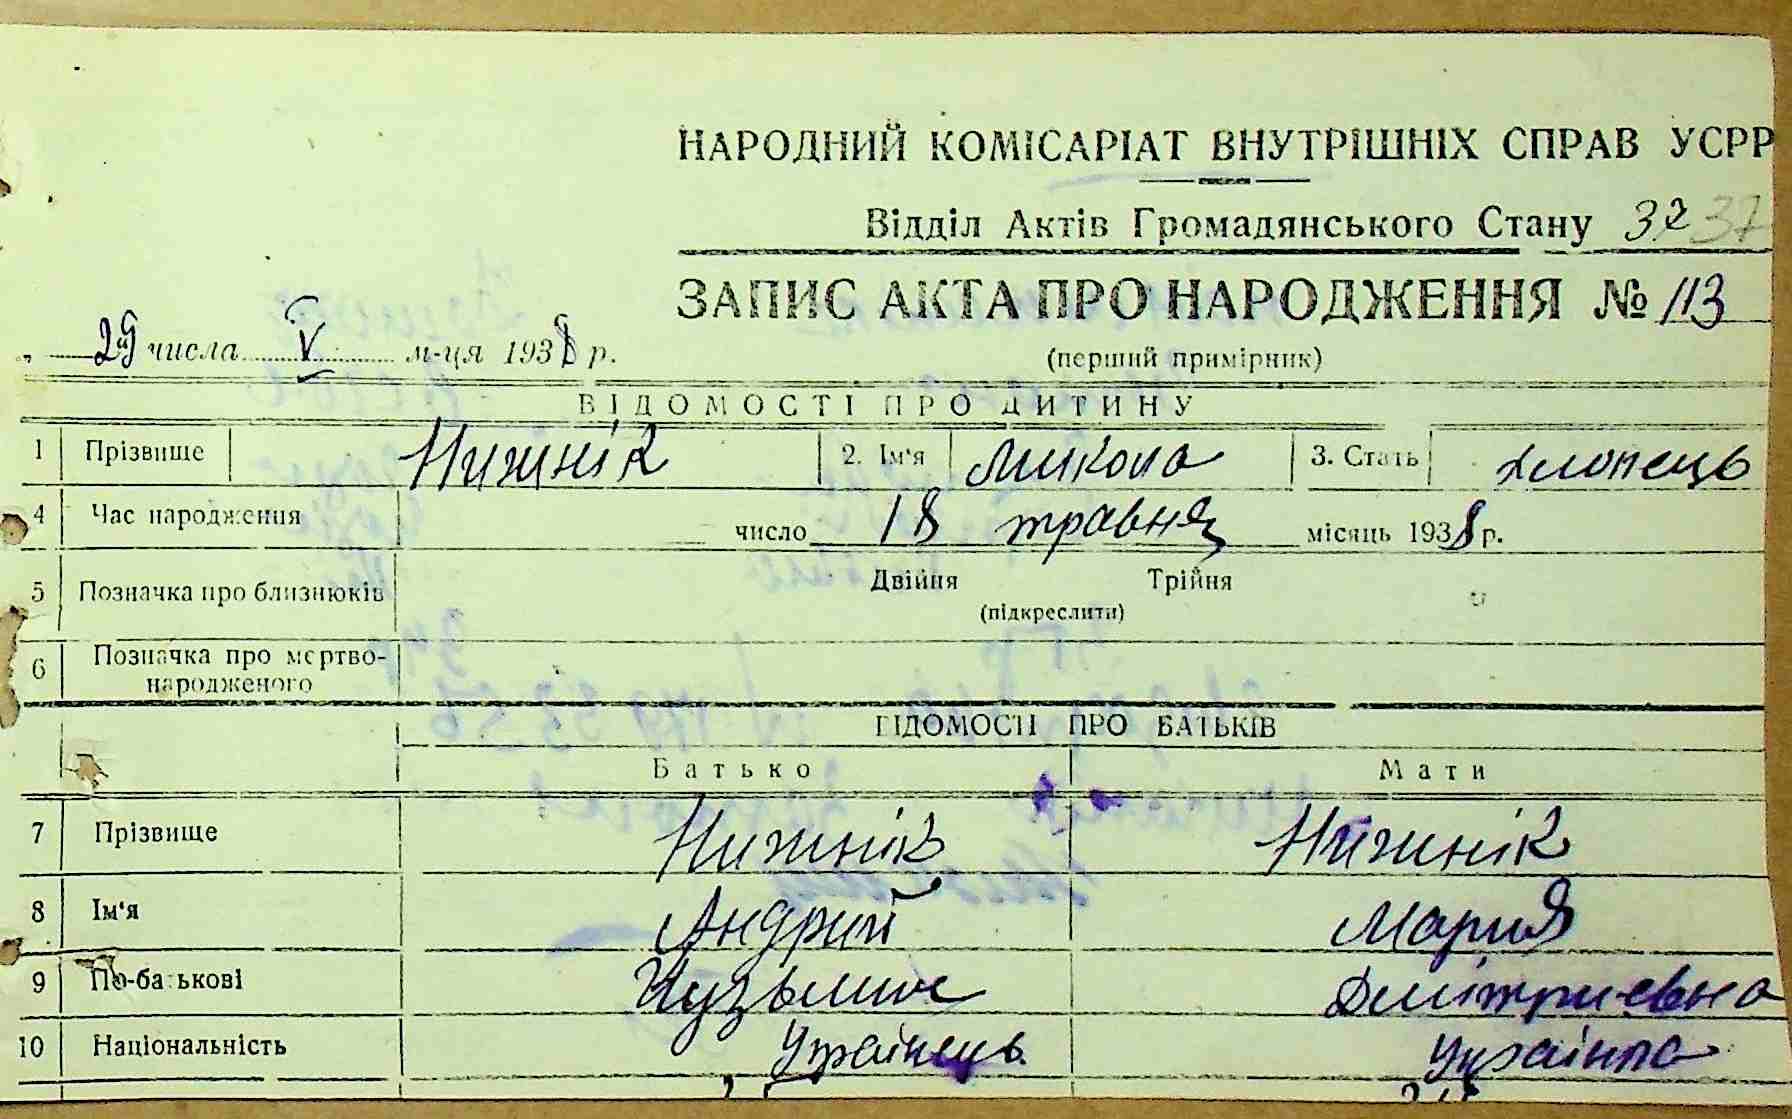 НАРОДНИЙ КОМІСАРІАТ ВНУТРІШНІХ СПРАВ УСРР
Відділ Актів Громадянського Стану 32 37
ЗАПИС АКТА ПРО НАРОДЖЕННЯ № 113
„ 29 числа V м-ця 1938 р.
(перший примірник)
ВІДОМОСТІ ПРО ДИТИНУ
1 Прізвище Нижнік 2. Ім'я Микола 3. Стать хлопець
4 Час народження число 18 травня місяць 1938 р.
5 Позначка про близнюків Двійня Трійня
(підкреслити)
6 Позначка про мертво-
народженого
ВІДОМОСТІ ПРО БАТЬКІВ
Батько Мати
7 Прізвище Нижнік Нижнік
8 Ім'я Андрий Мария
9 По-батькові Кузьмич Дмітриевна
10 Національність Українець Українка